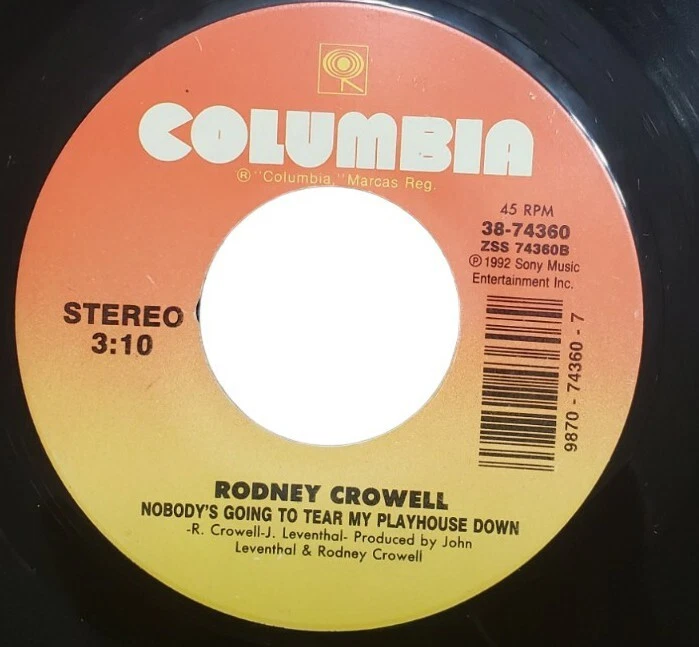 COLUMBIA
® "Columbia," Marcas Reg.
45 RPM
38-74360
ZSS 74360B
℗ 1992 Sony Music
Entertainment Inc.
STEREO
3:10
9870 - 74360 - 7
RODNEY CROWELL
NOBODY'S GOING TO TEAR MY PLAYHOUSE DOWN
-R. Crowell-J. Leventhal- Produced by John
Leventhal & Rodney Crowell